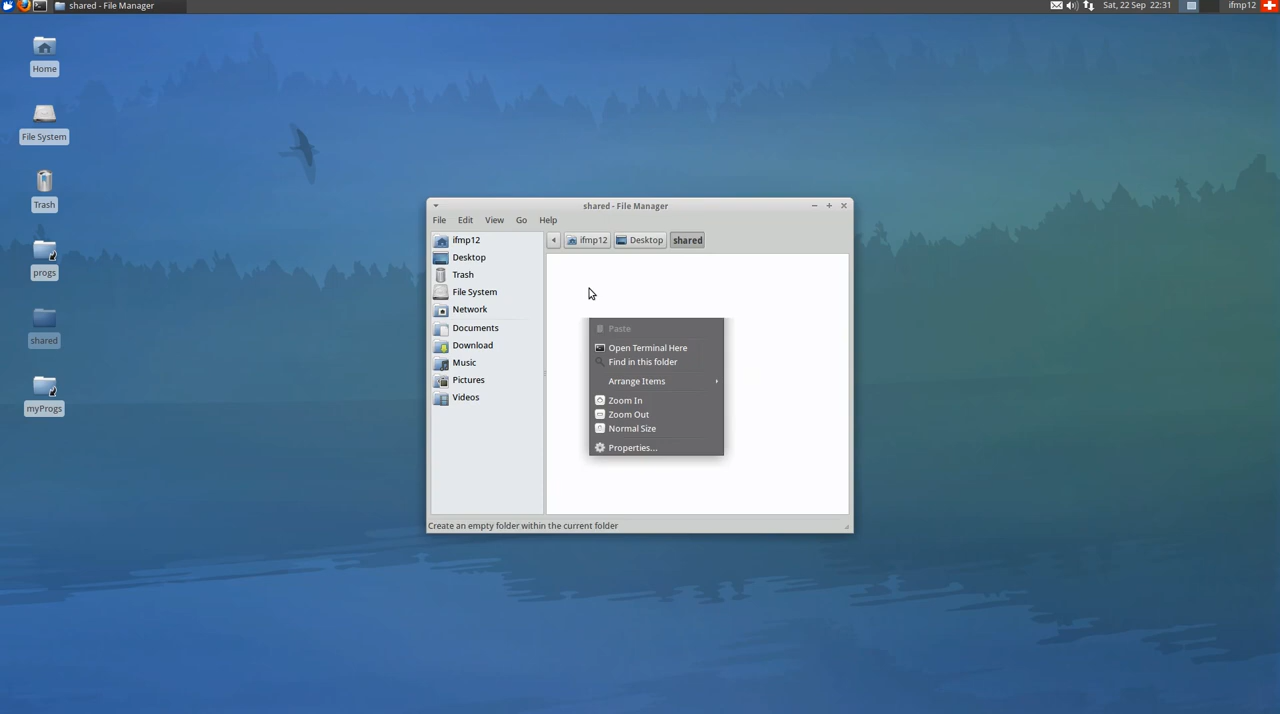 shared - File Manager
Sat, 22 Sep 22:31
ifmp12
Home
File System
Trash
progs
shared
myProgs
shared - File Manager
File Edit View Go Help
ifmp12
Desktop
Trash
File System
Network
Documents
Download
Music
Pictures
Videos
ifmp12 Desktop shared
Paste
Open Terminal Here
Find in this folder
Arrange Items
Zoom In
Zoom Out
Normal Size
Properties...
Create an empty folder within the current folder